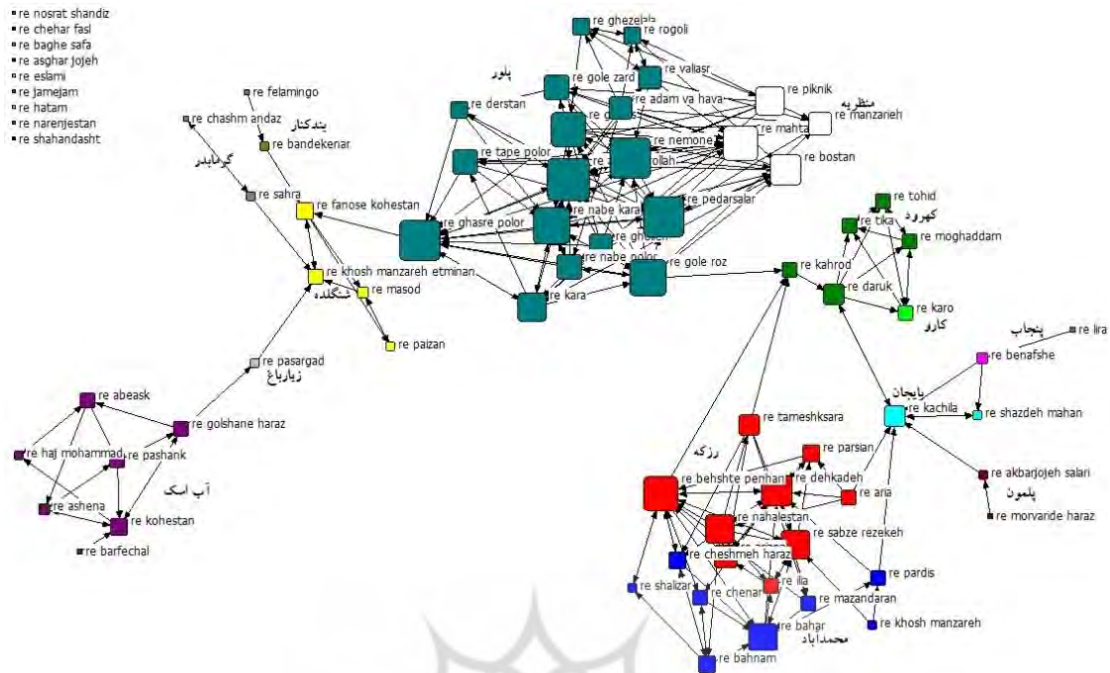 re nosrat shandiz
re chehar fasl
re baghe safa
re asghar jojeh
re eslami
re jamejam
re hatam
re narenjestan
re shahandasht
re ghezelala
re rogoli
پلور
re valiasr
re gole zard
re piknik
منظریه
re felamingo
re adam va hava
re derstan
re manzarieh
re chashm andaz
بندکنار
re mahta
re nemone
re bandekenar
گرمابدر
re tape polor
re bostan
re sahra
re tohid
کهرود
re fanose kohestan
re nabe kara
re pedarsalar
re tika
re ghasre polor
re moghaddam
re nabe polor
re gole roz
re kahrod
re khosh manzareh etminan
re daruk
شنگلده
re masod
re kara
re karo
کارو
پنجاب
re lira
re paizan
re benafshe
re pasargad
زیارباغ
بایجان
re abeask
re kachila
re shazdeh mahan
re golshane haraz
re tameshksara
رزکه
re parsian
re haj mohammad
re pashank
re behshte penhan
re dehkadeh
re akbarjojeh salari
آب اسک
re ana
پلمون
re ashena
re kohestan
re nahalestan
re morvaride haraz
re sabze rezekeh
re barfechal
re cheshmeh haraz
re pardis
re shalizar
re ilia
re chenar
re mazandaran
re bahar
محمدآباد
re khosh manzareh
re bahnam